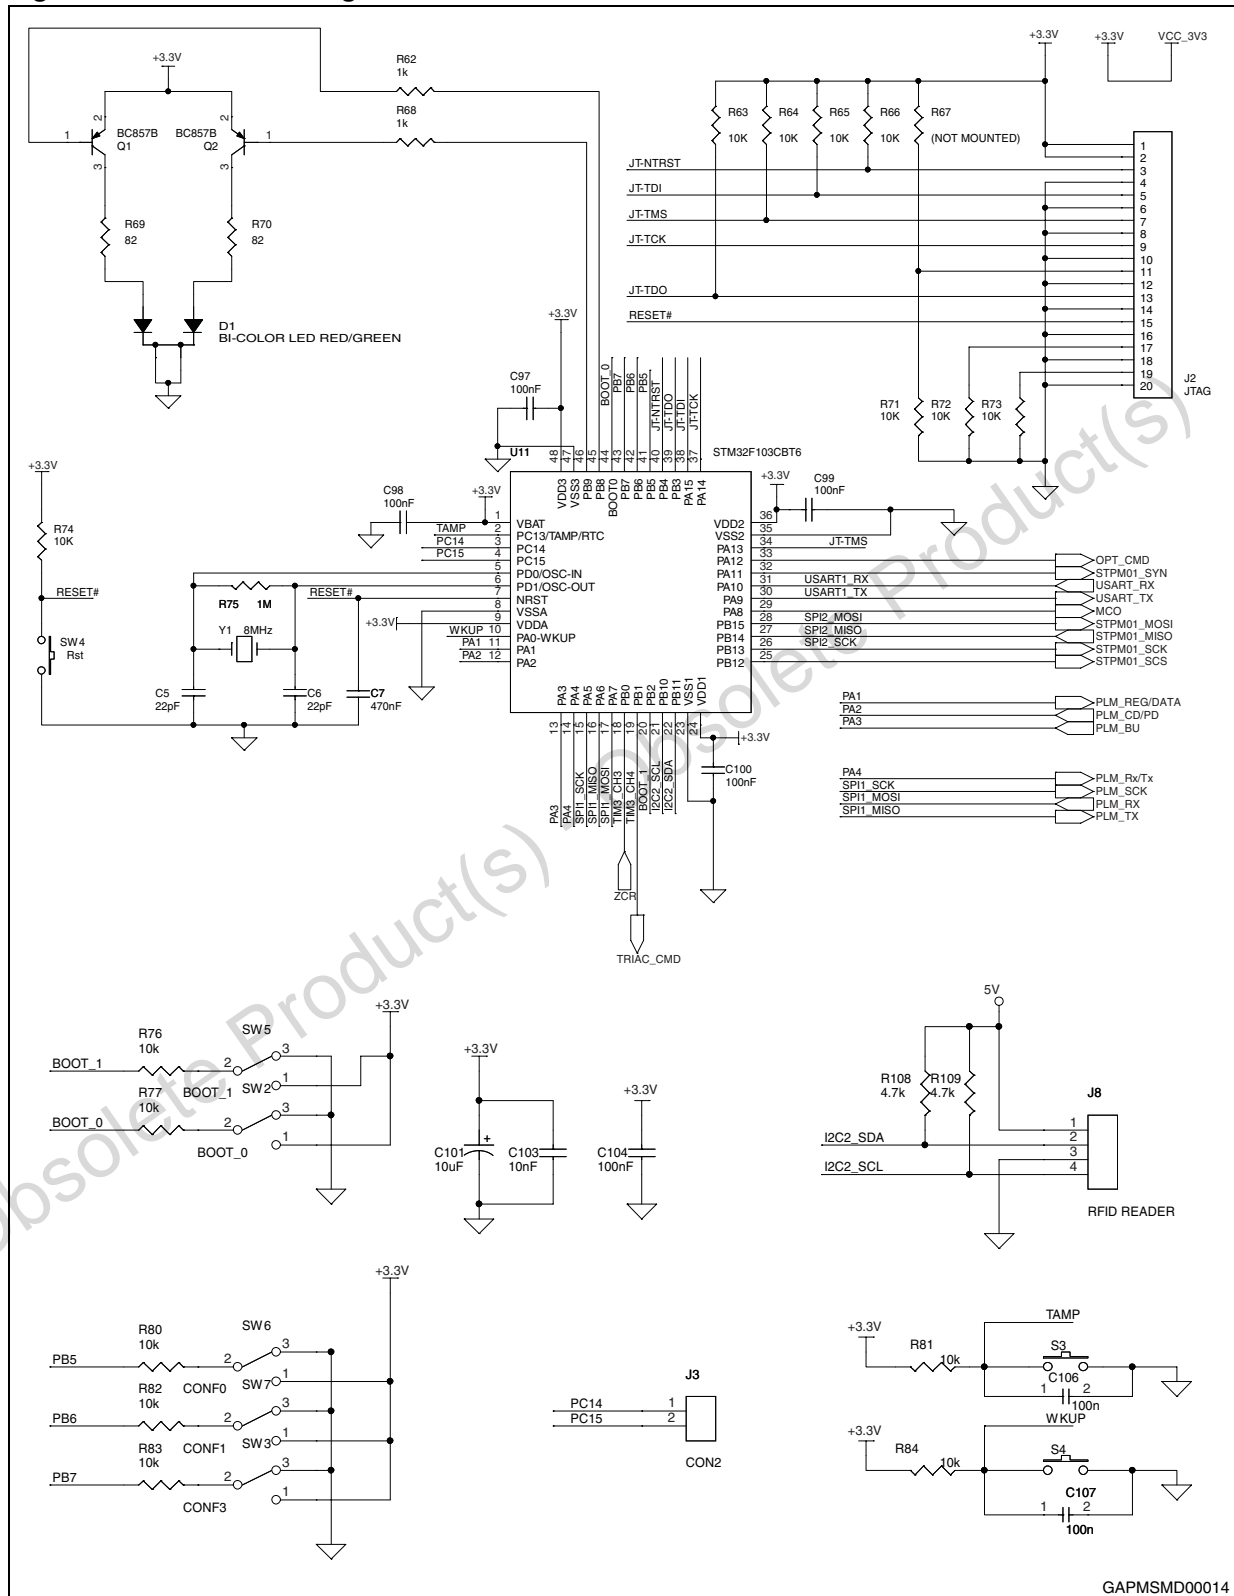 +3.3V
VCC_3V3
+3.3V
+3.3V
R62
1k
R68
1k
R63
10K
R64
10K
R65
10K
R66
10K
R67
(NOT MOUNTED)
2
1
3
BC857B
Q1
BC857B
Q2
2
1
3
R69
82
R70
82
D1
BI-COLOR LED RED/GREEN
JT-NTRST
JT-TDI
JT-TMS
JT-TCK
JT-TDO
RESET#
1
2
3
4
5
6
7
8
9
10
11
12
13
14
15
16
17
18
19
20
J2
JTAG
R71
10K
R72
10K
R73
10K
+3.3V
C97
100nF
BOOT_0
PB7
PB6
PB5
JT-NTRST
JT-TDO
JT-TDI
JT-TCK
U11
STM32F103CBT6
48
47
46
45
44
43
42
41
40
39
38
37
VDD3
VSS3
PB9
PB8
BOOT0
PB7
PB6
PB5
PB4
PB3
PA15
PA14
+3.3V
C98
100nF
+3.3V
C99
100nF
TAMP
PC14
PC15
1 VBAT
2 PC13/TAMP/RTC
3 PC14
4 PC15
5 PD0/OSC-IN
6 PD1/OSC-OUT
7 NRST
8 VSSA
9 VDDA
10 PA0-WKUP
11 PA1
12 PA2
WKUP
PA1
PA2
+3.3V
VDD2 36
VSS2 35
PA13 34
PA12 33
PA11 32
PA10 31
PA9 30
PA8 29
PB15 28
PB14 27
PB13 26
PB12 25
JT-TMS
USART1_RX
USART1_TX
SPI2_MOSI
SPI2_MISO
SPI2_SCK
OPT_CMD
STPM01_SYN
USART_RX
USART_TX
MCO
STPM01_MOSI
STPM01_MISO
STPM01_SCK
STPM01_SCS
+3.3V
R74
10K
RESET#
SW4
Rst
R75 1M
Y1 8MHz
RESET#
C5
22pF
C6
22pF
C7
470nF
PA3
PA4
PA5
PA6
PA7
PB0
PB1
PB2
PB10
PB11
VSS1
VDD1
13
14
15
16
17
18
19
20
21
22
23
24
PA3
PA4
SPI1_SCK
SPI1_MISO
SPI1_MOSI
TIM3_CH3
TIM3_CH4
BOOT_1
I2C2_SCL
I2C2_SDA
+3.3V
C100
100nF
ZCR
TRIAC_CMD
PA1 PLM_REG/DATA
PA2 PLM_CD/PD
PA3 PLM_BU
PA4 PLM_Rx/Tx
SPI1_SCK PLM_SCK
SPI1_MOSI PLM_RX
SPI1_MISO PLM_TX
Obsolete Product(s) - Obsolete Product(s)
+3.3V
R76
10k
SW5
BOOT_1
2
3
1
BOOT_1
SW2
R77
10k
BOOT_0
2
3
1
BOOT_0
+3.3V
+
C101
10uF
C103
10nF
+3.3V
C104
100nF
5V
R108
4.7k
R109
4.7k
J8
I2C2_SDA
I2C2_SCL
1
2
3
4
RFID READER
+3.3V
R80
10k
SW6
PB5
2
3
1
CONF0
SW7
R82
10k
PB6
2
3
1
CONF1
SW3
R83
10k
PB7
2
3
1
CONF3
J3
PC14 1
PC15 2
CON2
+3.3V
TAMP
R81
10k
S3
C106
1 2
100n
+3.3V
WKUP
R84
10k
S4
C107
1 2
100n
GAPMSMD00014